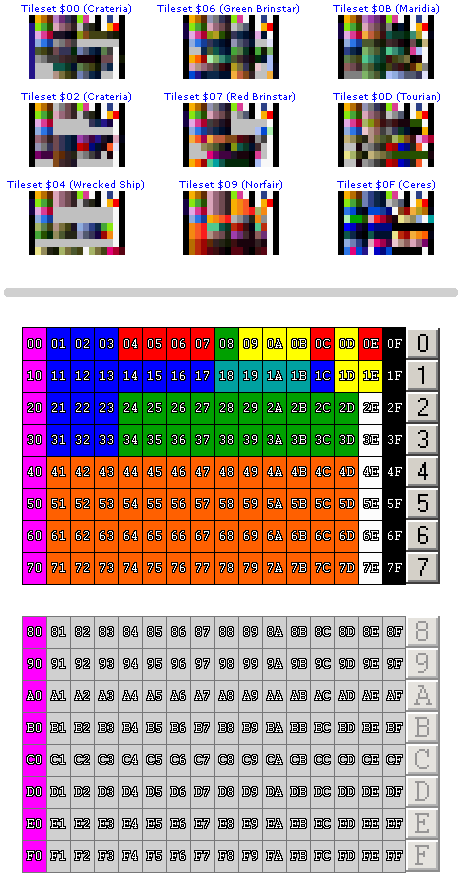 Tileset $00 (Crateria) Tileset $06 (Green Brinstar) Tileset $0B (Maridia)
Tileset $02 (Crateria) Tileset $07 (Red Brinstar) Tileset $0D (Tourian)
Tileset $04 (Wrecked Ship) Tileset $09 (Norfair) Tileset $0F (Ceres)
00 01 02 03 04 05 06 07 08 09 0A 0B 0C 0D 0E 0F 0
10 11 12 13 14 15 16 17 18 19 1A 1B 1C 1D 1E 1F 1
20 21 22 23 24 25 26 27 28 29 2A 2B 2C 2D 2E 2F 2
30 31 32 33 34 35 36 37 38 39 3A 3B 3C 3D 3E 3F 3
40 41 42 43 44 45 46 47 48 49 4A 4B 4C 4D 4E 4F 4
50 51 52 53 54 55 56 57 58 59 5A 5B 5C 5D 5E 5F 5
60 61 62 63 64 65 66 67 68 69 6A 6B 6C 6D 6E 6F 6
70 71 72 73 74 75 76 77 78 79 7A 7B 7C 7D 7E 7F 7
80 81 82 83 84 85 86 87 88 89 8A 8B 8C 8D 8E 8F 8
90 91 92 93 94 95 96 97 98 99 9A 9B 9C 9D 9E 9F 9
A0 A1 A2 A3 A4 A5 A6 A7 A8 A9 AA AB AC AD AE AF A
B0 B1 B2 B3 B4 B5 B6 B7 B8 B9 BA BB BC BD BE BF B
C0 C1 C2 C3 C4 C5 C6 C7 C8 C9 CA CB CC CD CE CF C
D0 D1 D2 D3 D4 D5 D6 D7 D8 D9 DA DB DC DD DE DF D
E0 E1 E2 E3 E4 E5 E6 E7 E8 E9 EA EB EC ED EE EF E
F0 F1 F2 F3 F4 F5 F6 F7 F8 F9 FA FB FC FD FE FF F